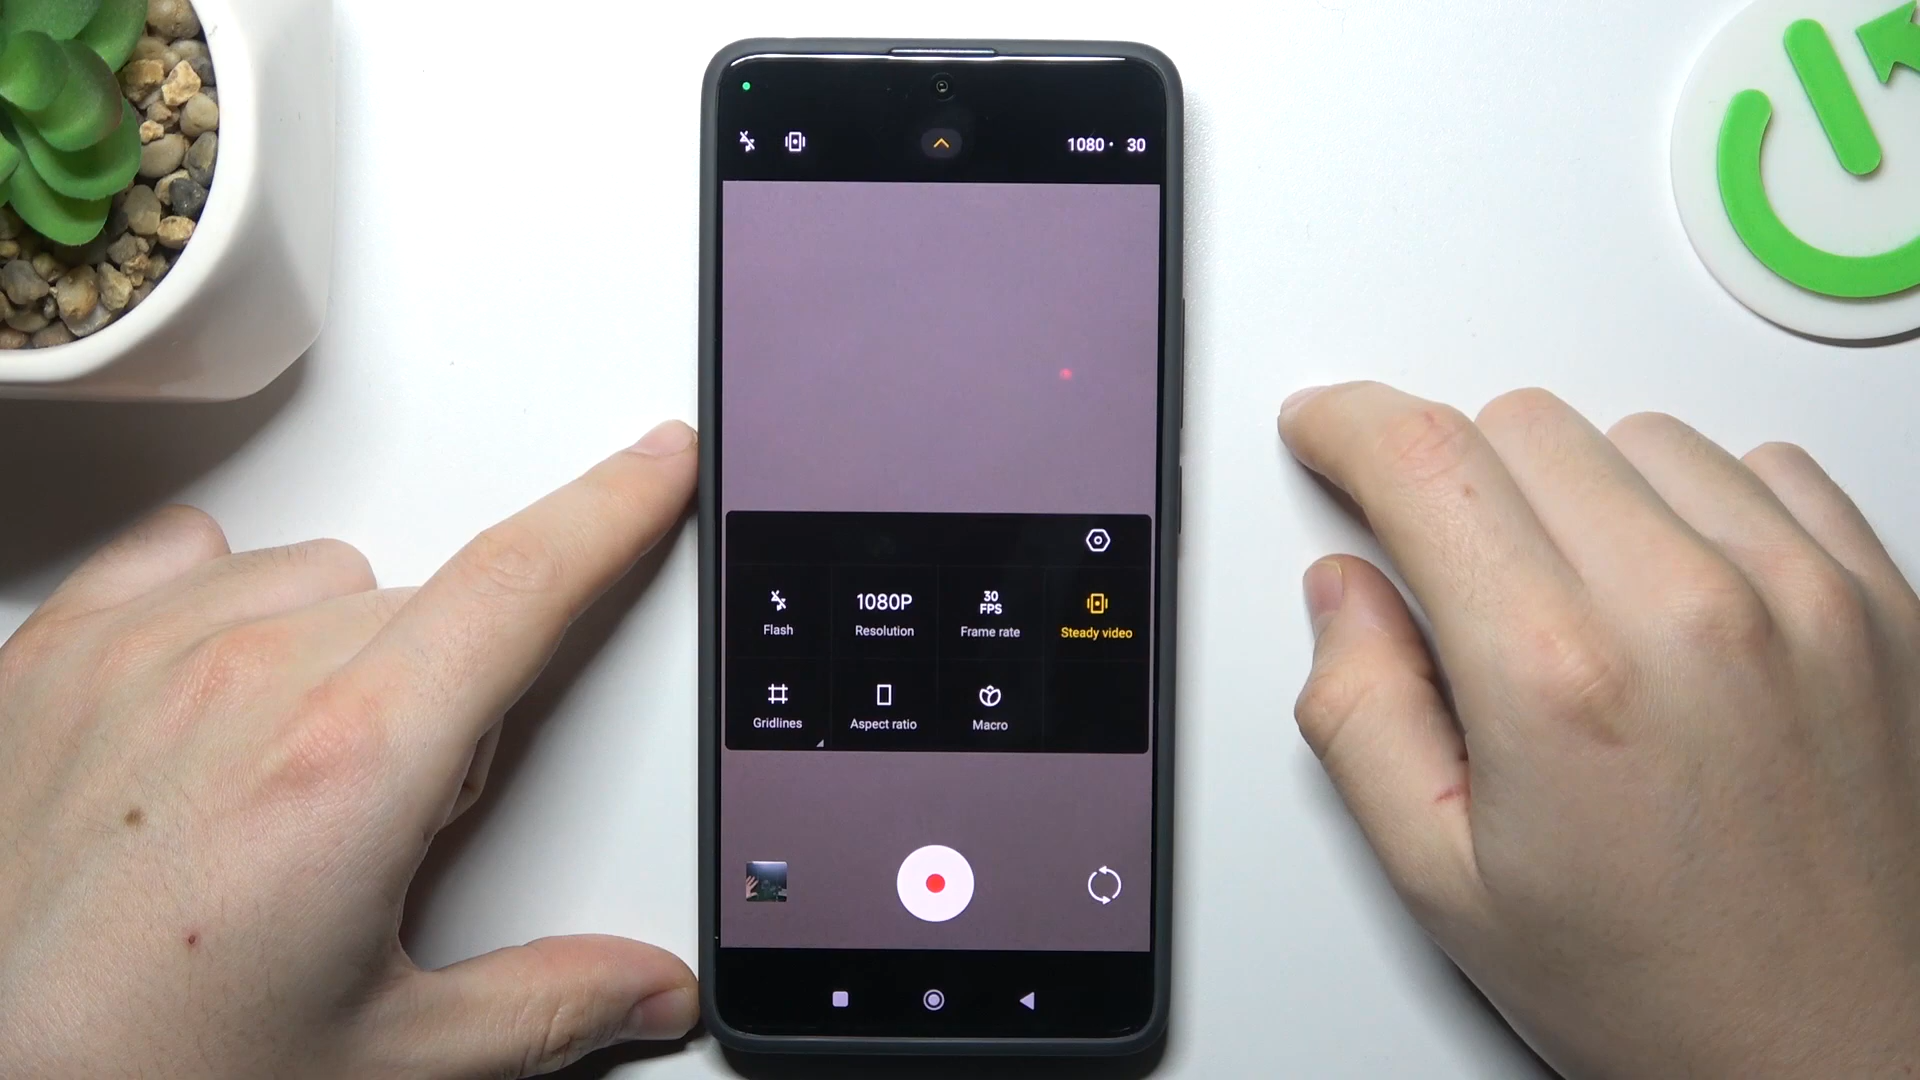 1080 · 30
Flash
1080P
Resolution
30
FPS
Frame rate
Steady video
Gridlines
Aspect ratio
Macro